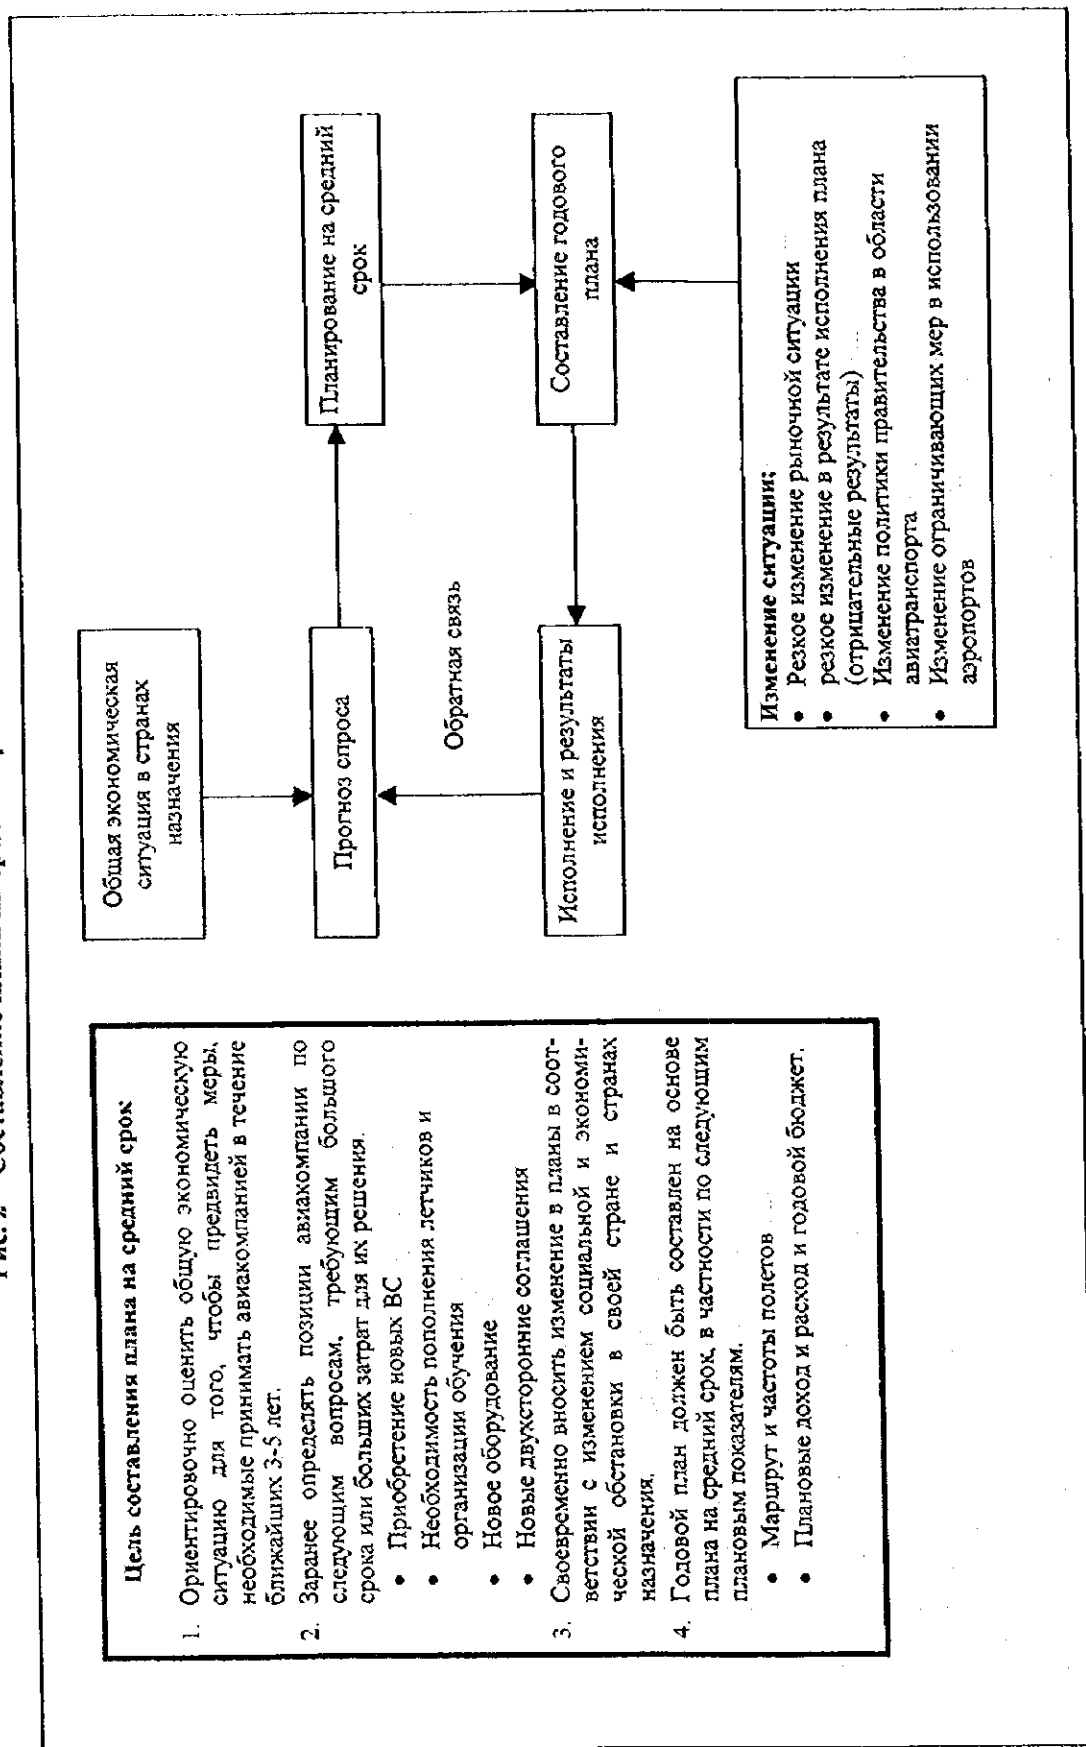 Рис. 2 Составление плана на средний срок
Цель составления плана на средний срок
1. Ориентировочно оценить общую экономическую
ситуацию для того, чтобы предвидеть меры,
необходимые принимать авиакомпанией в течение
ближайших 3-5 лет.
2. Заранее определять позиции авиакомпании по
следующим вопросам, требующим большого
срока или больших затрат для их решения.
• Приобретение новых ВС
• Необходимость пополнения летчиков и
организации обучения
• Новое оборудование
• Новые двухсторонние соглашения
3. Своевременно вносить изменение в планы в соот-
ветствии с изменением социальной и экономи-
ческой обстановки в своей стране и странах
назначения.
4. Годовой план должен быть составлен на основе
плана на средний срок, в частности по следующим
плановым показателям.
• Маршрут и частоты полетов
• Плановые доход и расход и годовой бюджет.
Общая экономическая
ситуация в странах
назначения
Прогноз спроса
Планирование на средний
срок
Обратная связь
Исполнение и результаты
исполнения
Составление годового
плана
Изменение ситуации:
• Резкое изменение рыночной ситуации
• резкое изменение в результате исполнения плана
(отрицательные результаты)
• Изменение политики правительства в области
авиатранспорта
• Изменение ограничивающих мер в использовании
аэропортов